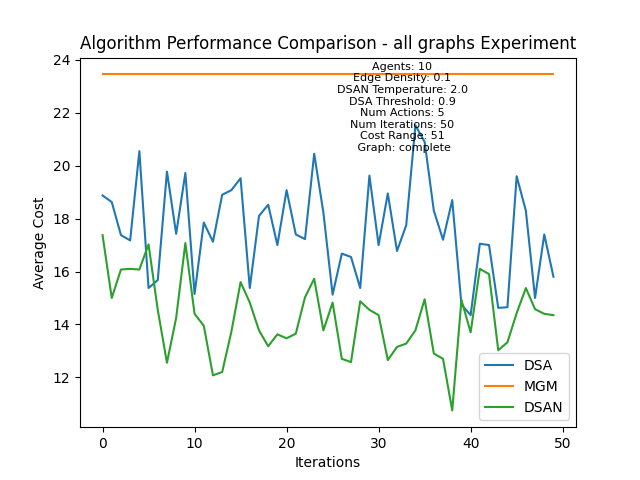 Algorithm Performance Comparison - all graphs Experiment
24
22
20
18
16
14
12
Average Cost
Agents: 10
Edge Density: 0.1
DSAN Temperature: 2.0
DSA Threshold: 0.9
Num Actions: 5
Num Iterations: 50
Cost Range: 51
Graph: complete
DSA
MGM
DSAN
0
10
20
30
40
50
Iterations